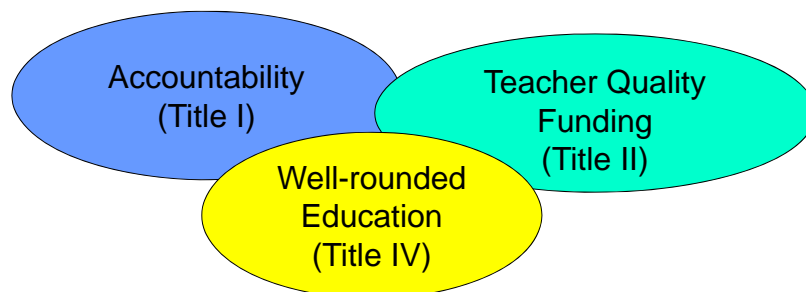 Accountability
(Title I)
Teacher Quality
Funding
(Title II)
Well-rounded
Education
(Title IV)